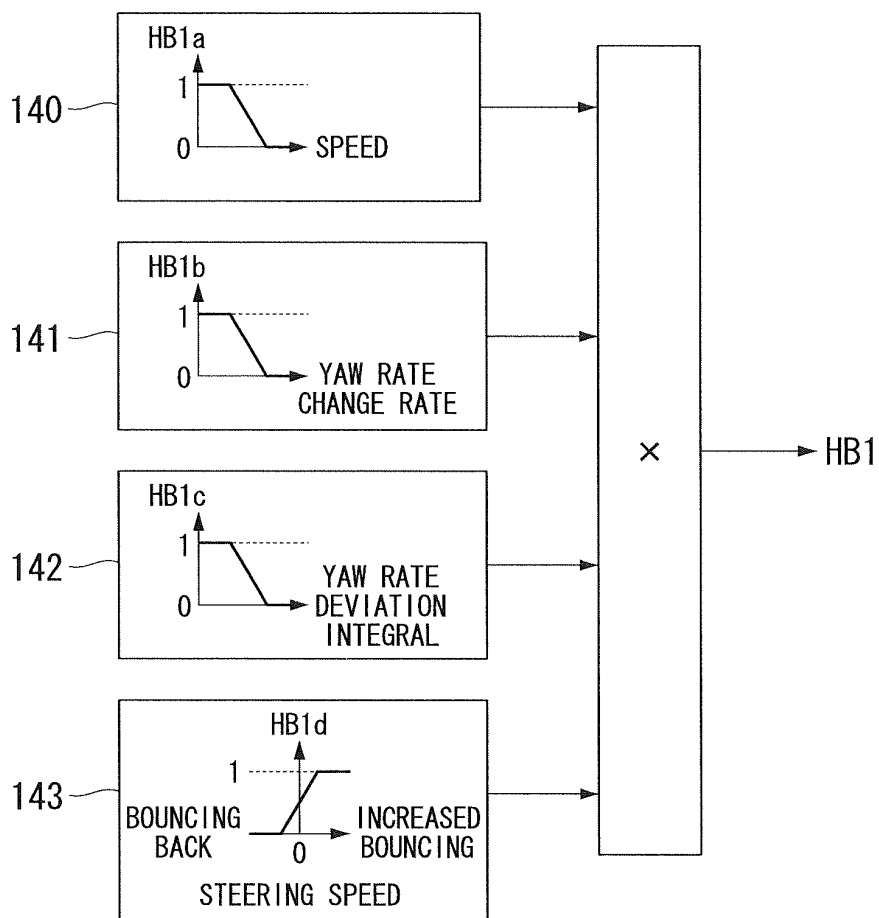 HB1a
1
140
0
SPEED
HB1b
1
141
0
YAW RATE
CHANGE RATE
×
HB1
HB1c
1
142
0
YAW RATE
DEVIATION
INTEGRAL
HB1d
1
143
BOUNCING
BACK
0
INCREASED
BOUNCING
STEERING SPEED